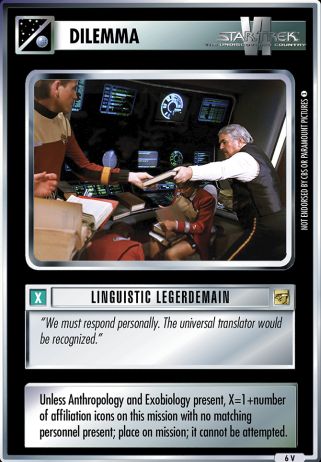 DILEMMA
VI
STAR TREK
THE UNDISCOVERED COUNTRY
NOT ENDORSED BY CBS OR PARAMOUNT PICTURES
X
LINGUISTIC LEGERDEMAIN
"We must respond personally. The universal translator would
be recognized."
Unless Anthropology and Exobiology present, X=1+number
of affiliation icons on this mission with no matching
personnel present; place on mission; it cannot be attempted.
6 V